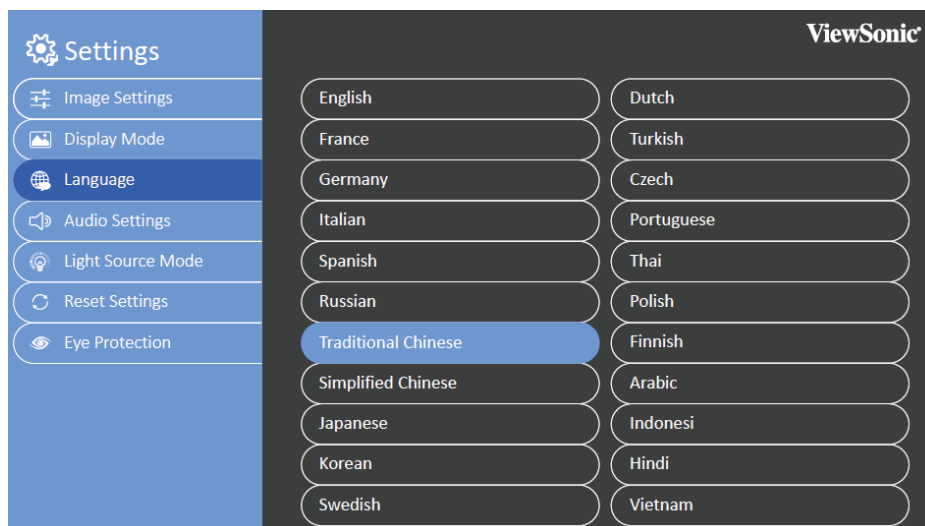 ViewSonic
Settings
Image Settings
Display Mode
Language
Audio Settings
Light Source Mode
Reset Settings
Eye Protection
English
France
Germany
Italian
Spanish
Russian
Traditional Chinese
Simplified Chinese
Japanese
Korean
Swedish
Dutch
Turkish
Czech
Portuguese
Thai
Polish
Finnish
Arabic
Indonesi
Hindi
Vietnam